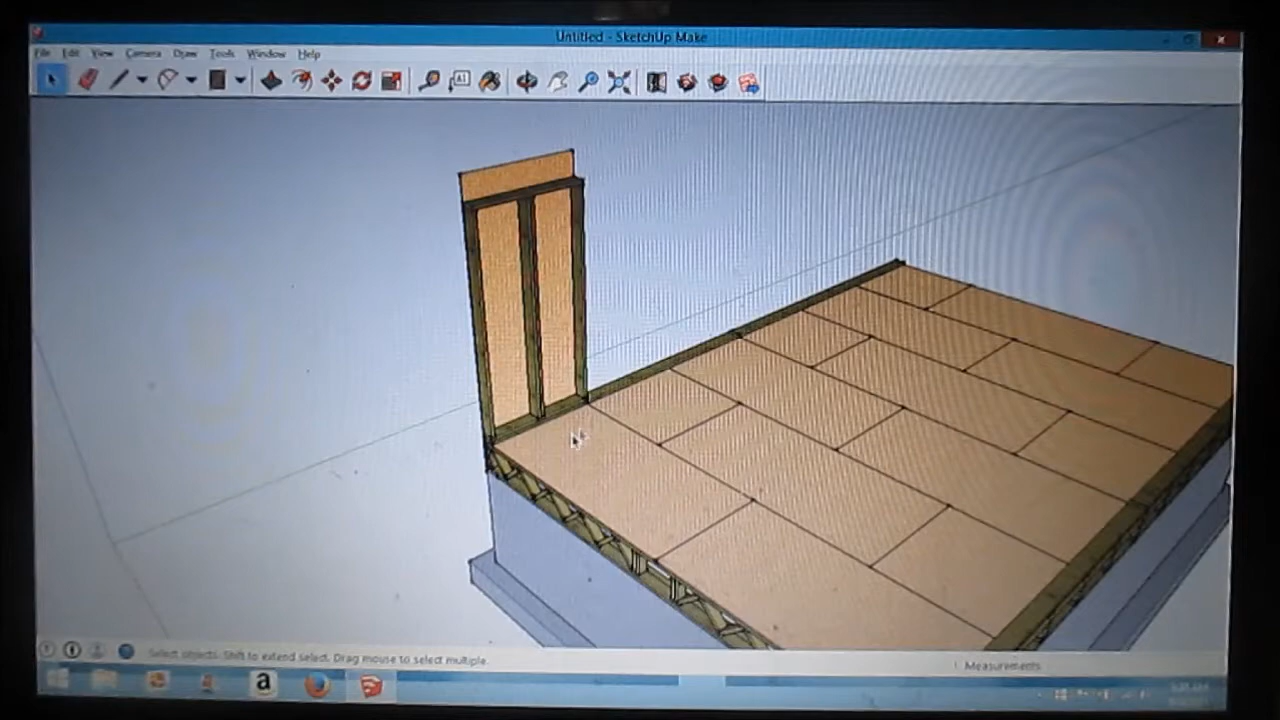 Untitled - SketchUp Make
File Edit View Camera Draw Tools Window Help
A1
Select objects. Shift to extend select. Drag mouse to select multiple.
Measurements
a